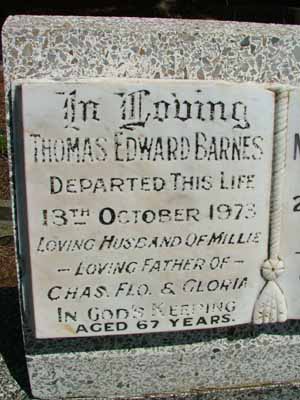 In Loving
THOMAS EDWARD BARNES
DEPARTED THIS LIFE
13TH OCTOBER 1973
LOVING HUSBAND OF MILLIE
– LOVING FATHER OF –
CHAS. FLO. & GLORIA
IN GOD'S KEEPING
AGED 67 YEARS.